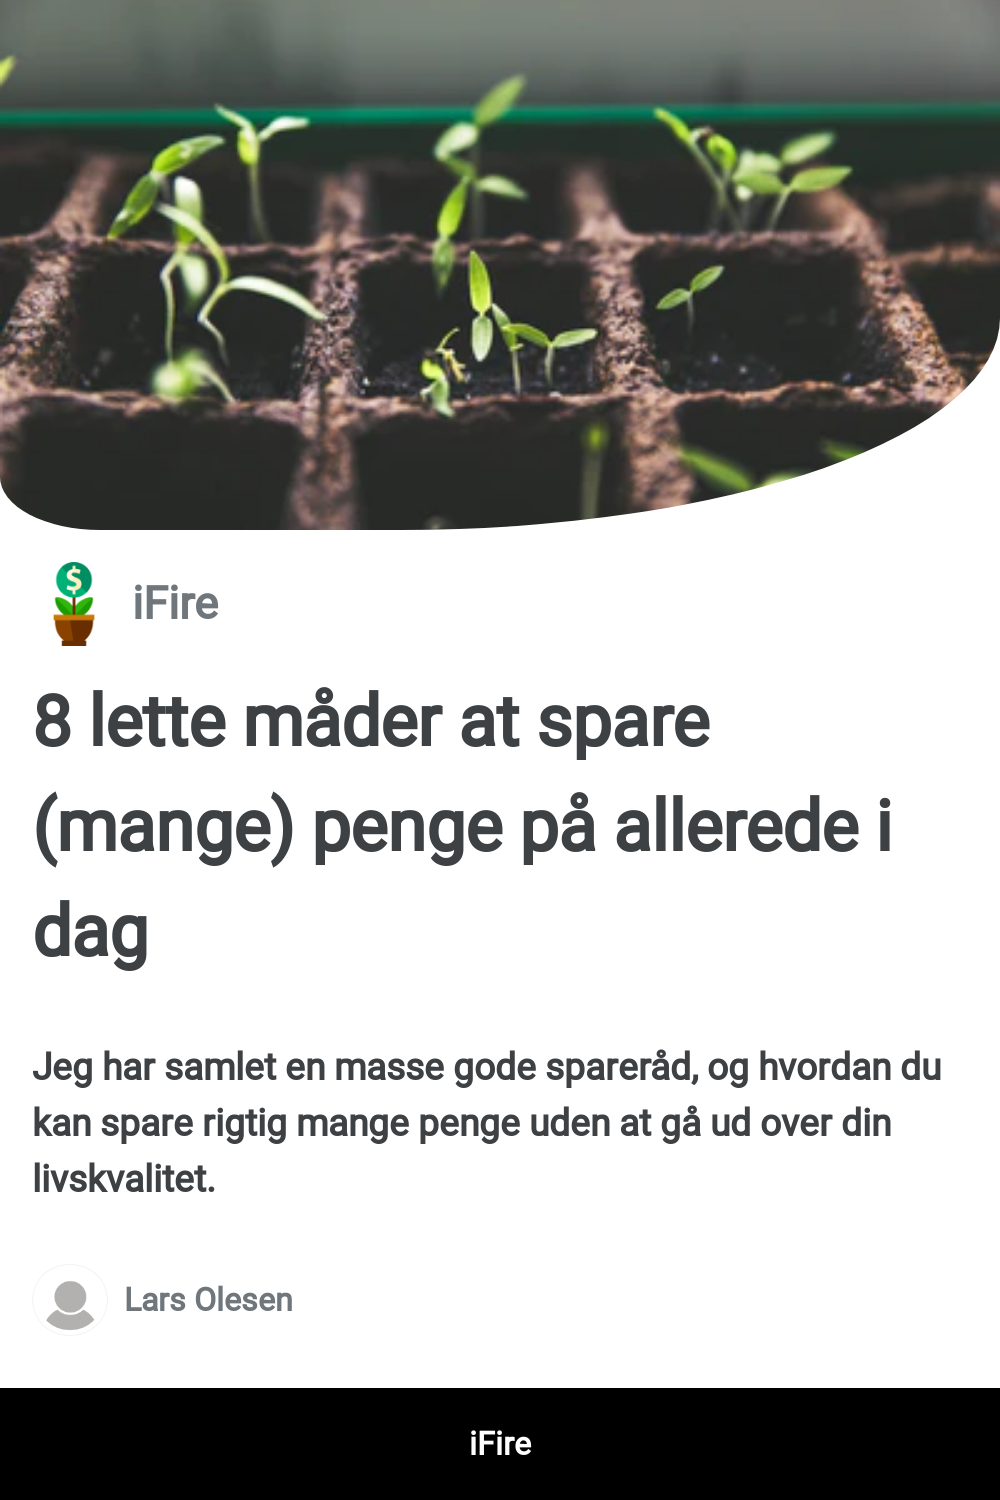 $
iFire
8 lette måder at spare
(mange) penge på allerede i
dag
Jeg har samlet en masse gode spareråd, og hvordan du
kan spare rigtig mange penge uden at gå ud over din
livskvalitet.
Lars Olesen
iFire